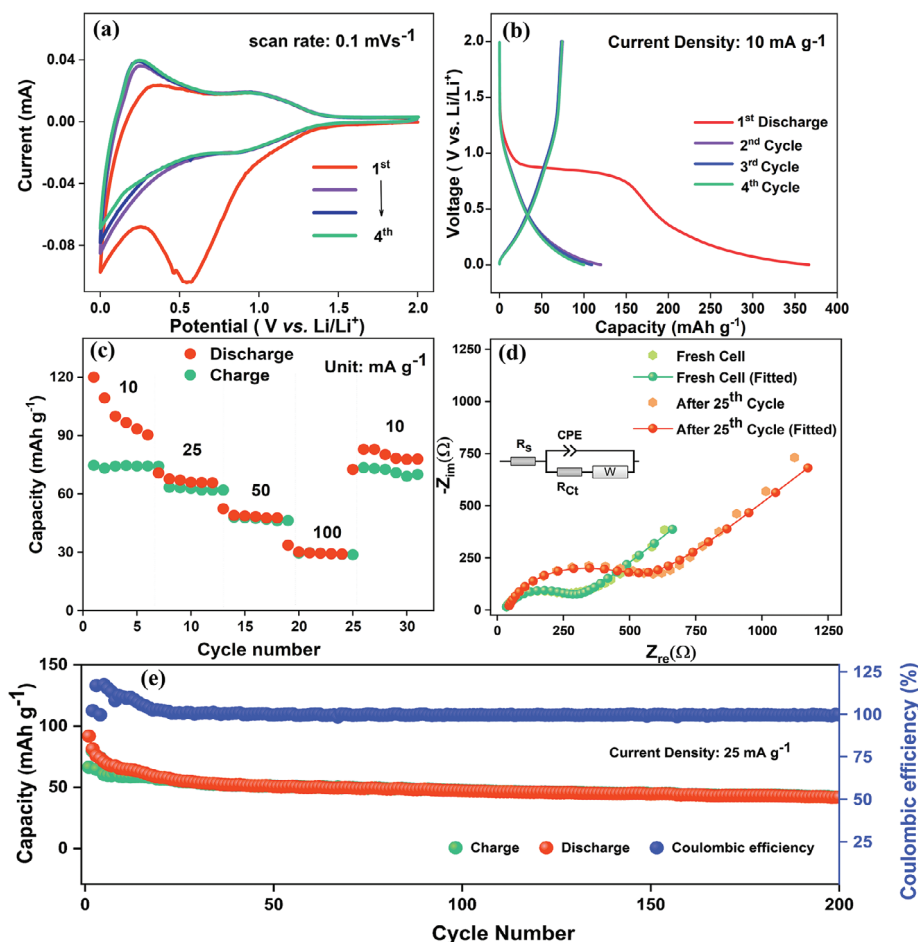 (a)
scan rate: 0.1 mVs⁻¹
Current (mA)
0.04
0.00
-0.04
-0.08
1ˢᵗ
4ᵗʰ
0.0 0.5 1.0 1.5 2.0
Potential ( V vs. Li/Li⁺)
(b)
Current Density: 10 mA g⁻¹
Voltage ( V vs. Li/Li⁺)
2.0
1.5
1.0
0.5
0.0
1ˢᵗ Discharge
2ⁿᵈ Cycle
3ʳᵈ Cycle
4ᵗʰ Cycle
0 50 100 150 200 250 300 350 400
Capacity (mAh g⁻¹)
(c)
Discharge
Charge
Unit: mA g⁻¹
Capacity (mAh g⁻¹)
120
90
60
30
0
10
25
50
100
10
0 5 10 15 20 25 30
Cycle number
(d)
Fresh Cell
Fresh Cell (Fitted)
After 25ᵗʰ Cycle
After 25ᵗʰ Cycle (Fitted)
-Zim(Ω)
1250
1000
750
500
250
0
Rs
CPE
RCt
W
0 250 500 750 1000 1250
Zre(Ω)
(e)
Capacity (mAh g⁻¹)
150
100
50
0
Current Density: 25 mA g⁻¹
Charge
Discharge
Coulombic efficiency
125
100
75
50
25
Coulombic efficiency (%)
0 50 100 150 200
Cycle Number